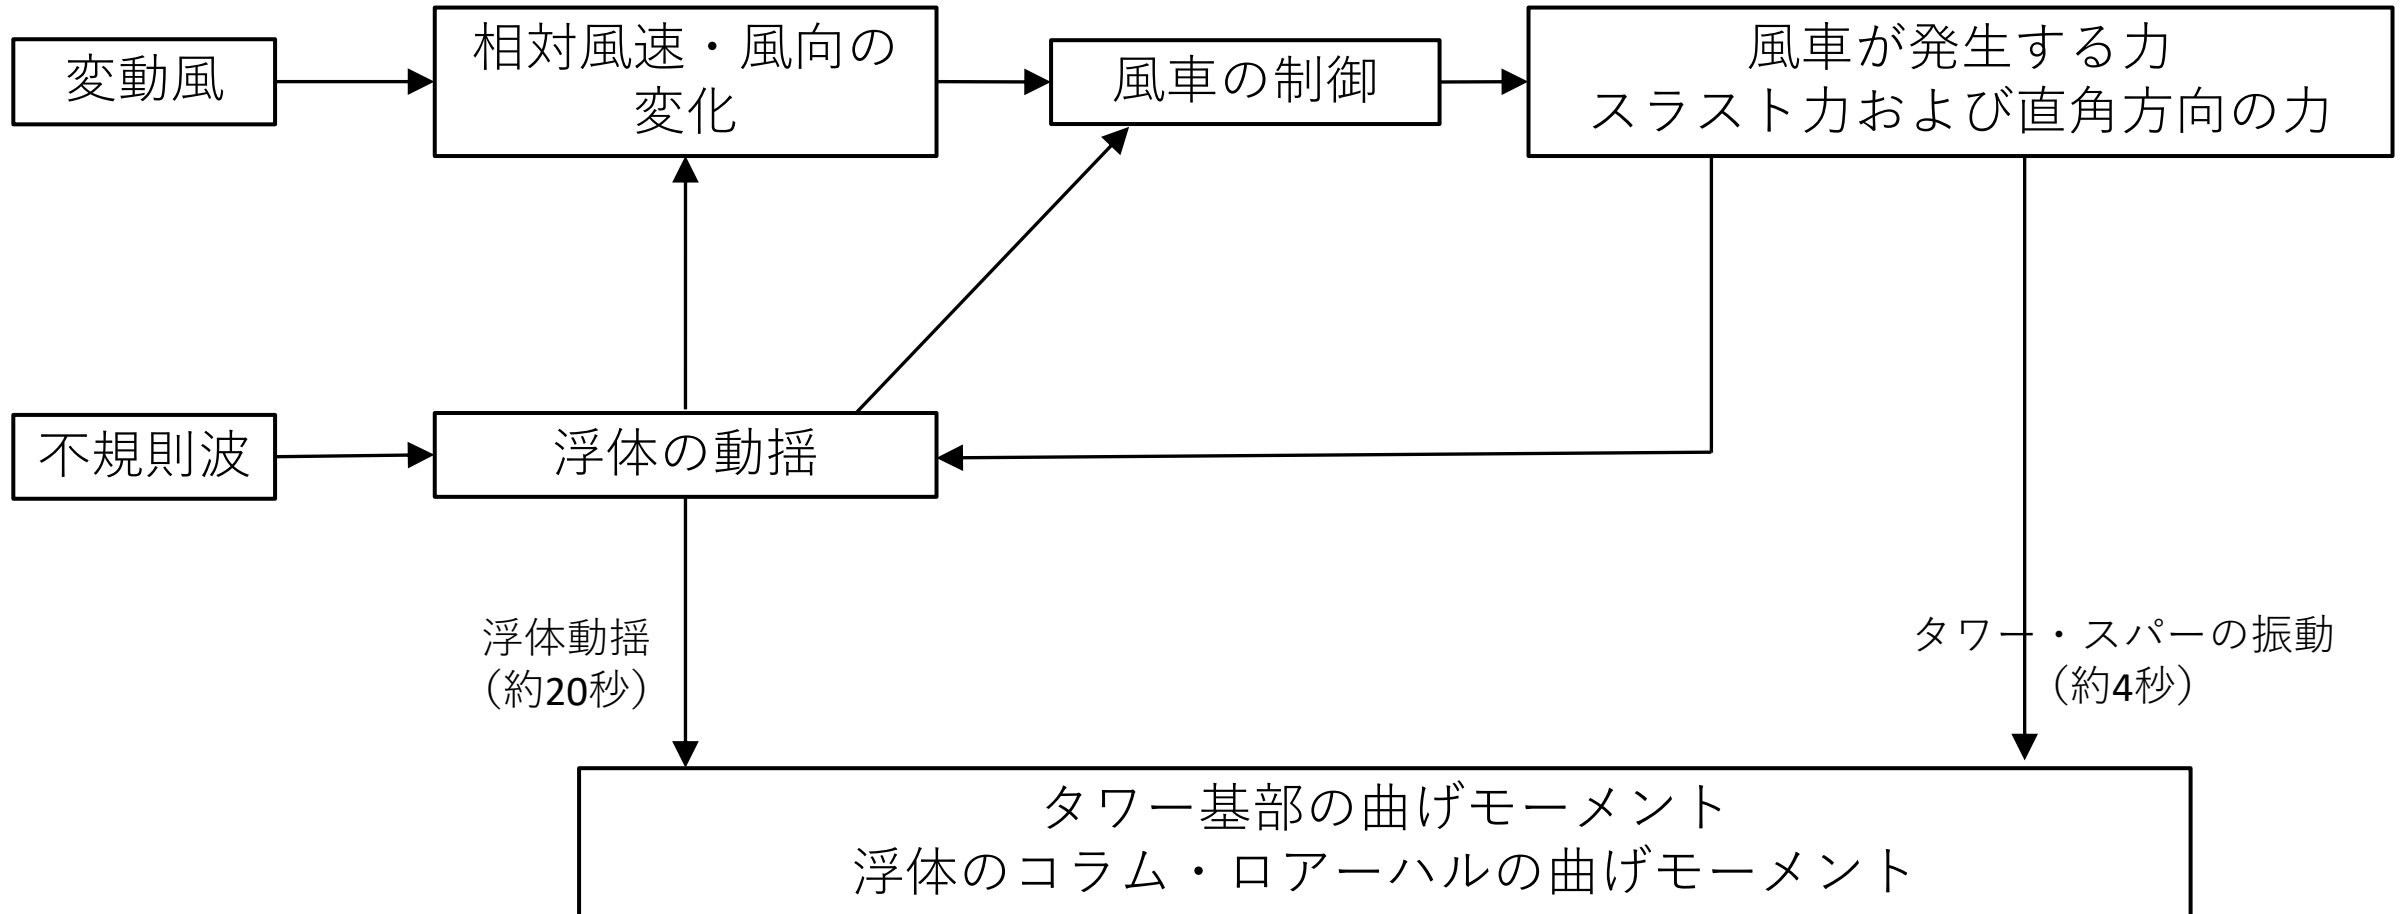 変動風
相対風速・風向の
変化
風車の制御
風車が発生する力
スラスト力および直角方向の力
不規則波
浮体の動揺
浮体動揺
（約20秒）
タワー・スパーの振動
（約4秒）
タワー基部の曲げモーメント
浮体のコラム・ロアーハルの曲げモーメント